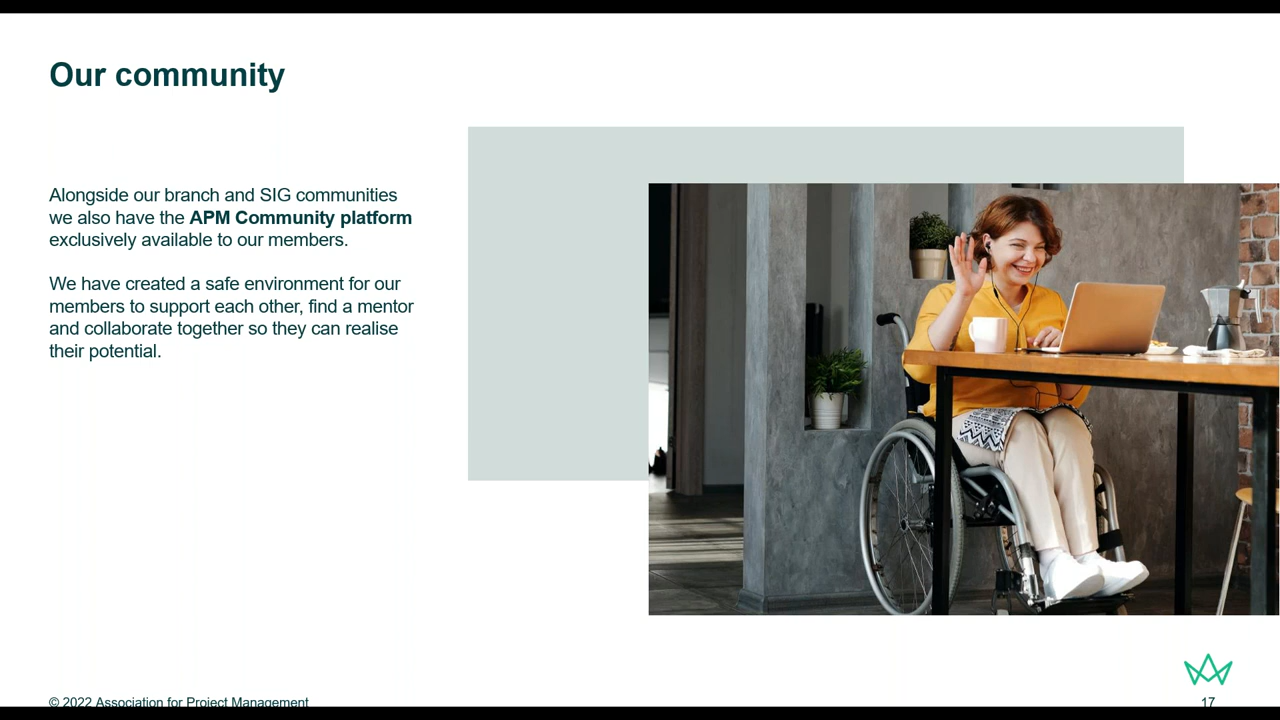 Our community
Alongside our branch and SIG communities
we also have the APM Community platform
exclusively available to our members.
We have created a safe environment for our
members to support each other, find a mentor
and collaborate together so they can realise
their potential.
© 2022 Association for Project Management
17